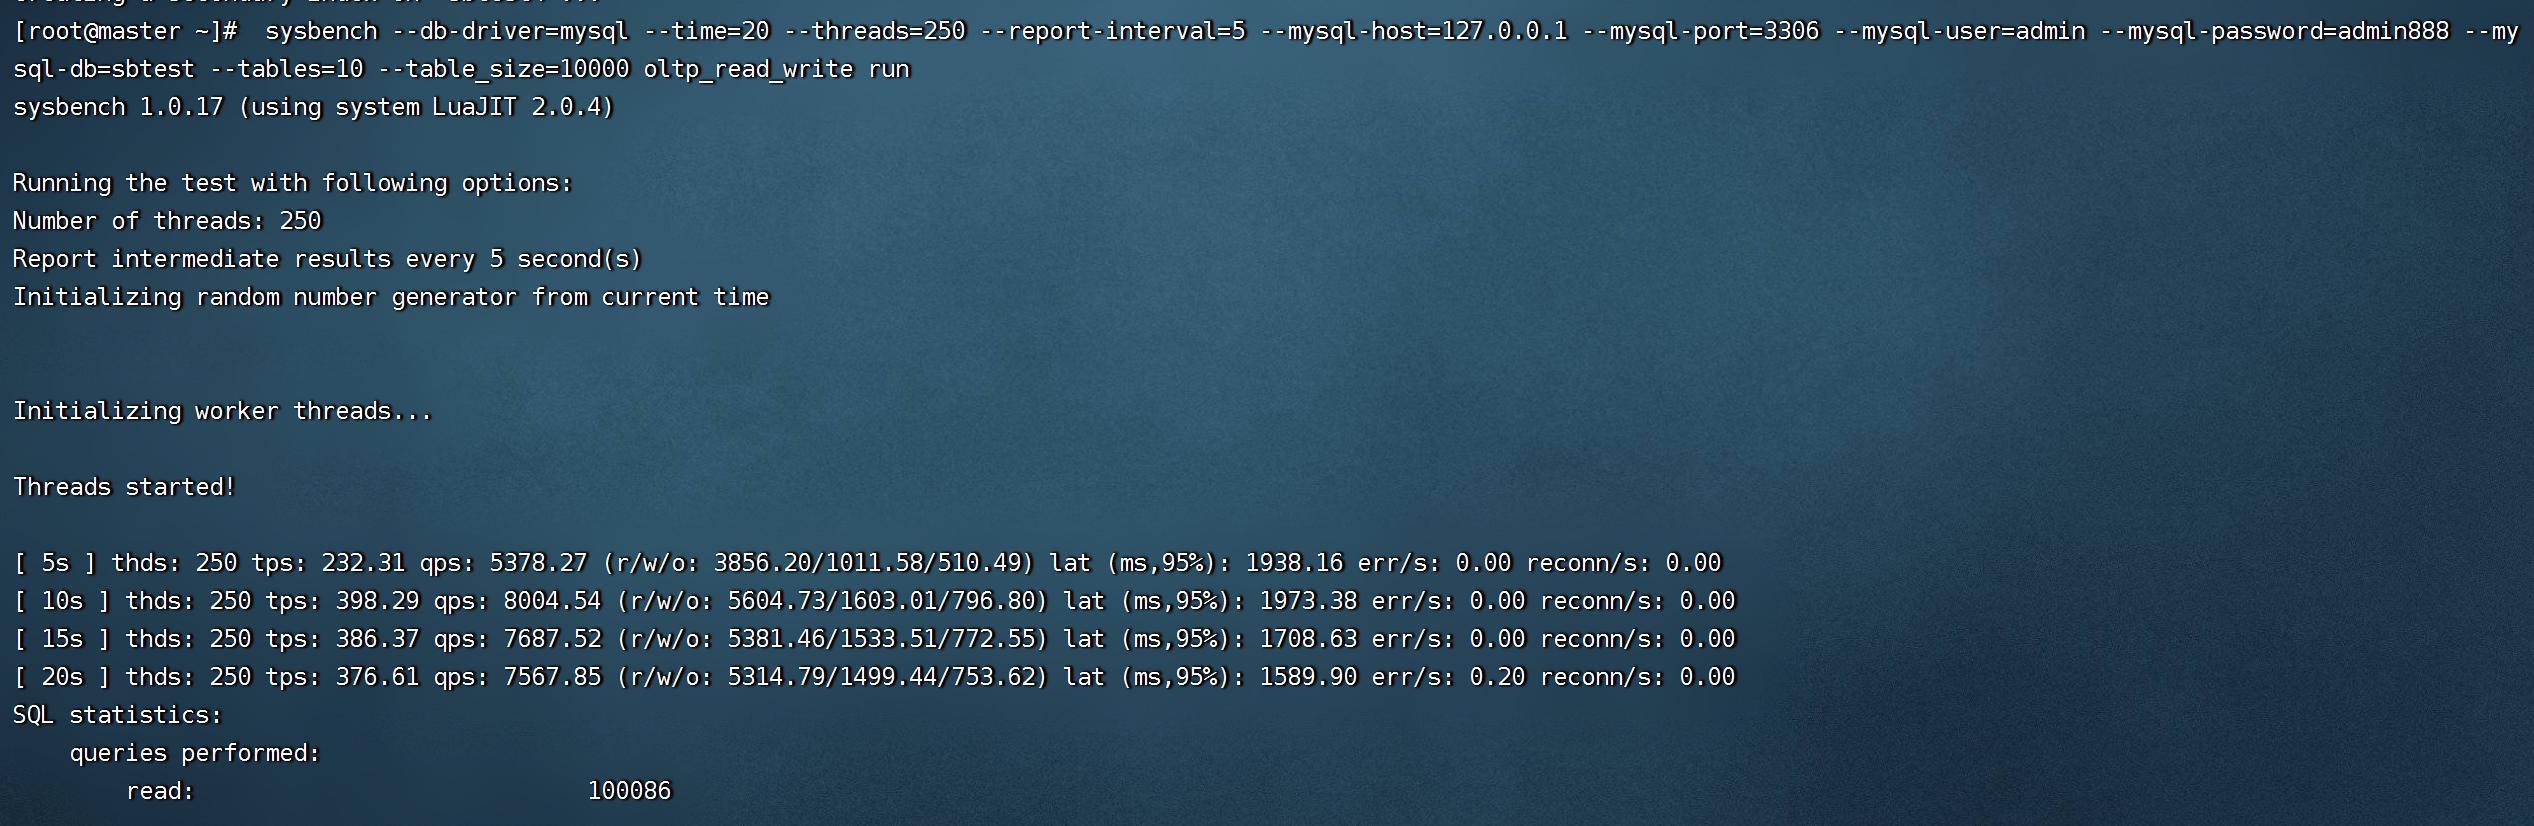 Creating a secondary index on 'sbtest7'...
[root@master ~]#  sysbench --db-driver=mysql --time=20 --threads=250 --report-interval=5 --mysql-host=127.0.0.1 --mysql-port=3306 --mysql-user=admin --mysql-password=admin888 --my
sql-db=sbtest --tables=10 --table_size=10000 oltp_read_write run
sysbench 1.0.17 (using system LuaJIT 2.0.4)
Running the test with following options:
Number of threads: 250
Report intermediate results every 5 second(s)
Initializing random number generator from current time
Initializing worker threads...
Threads started!
[ 5s ] thds: 250 tps: 232.31 qps: 5378.27 (r/w/o: 3856.20/1011.58/510.49) lat (ms,95%): 1938.16 err/s: 0.00 reconn/s: 0.00
[ 10s ] thds: 250 tps: 398.29 qps: 8004.54 (r/w/o: 5604.73/1603.01/796.80) lat (ms,95%): 1973.38 err/s: 0.00 reconn/s: 0.00
[ 15s ] thds: 250 tps: 386.37 qps: 7687.52 (r/w/o: 5381.46/1533.51/772.55) lat (ms,95%): 1708.63 err/s: 0.00 reconn/s: 0.00
[ 20s ] thds: 250 tps: 376.61 qps: 7567.85 (r/w/o: 5314.79/1499.44/753.62) lat (ms,95%): 1589.90 err/s: 0.20 reconn/s: 0.00
SQL statistics:
    queries performed:
        read:                            100086